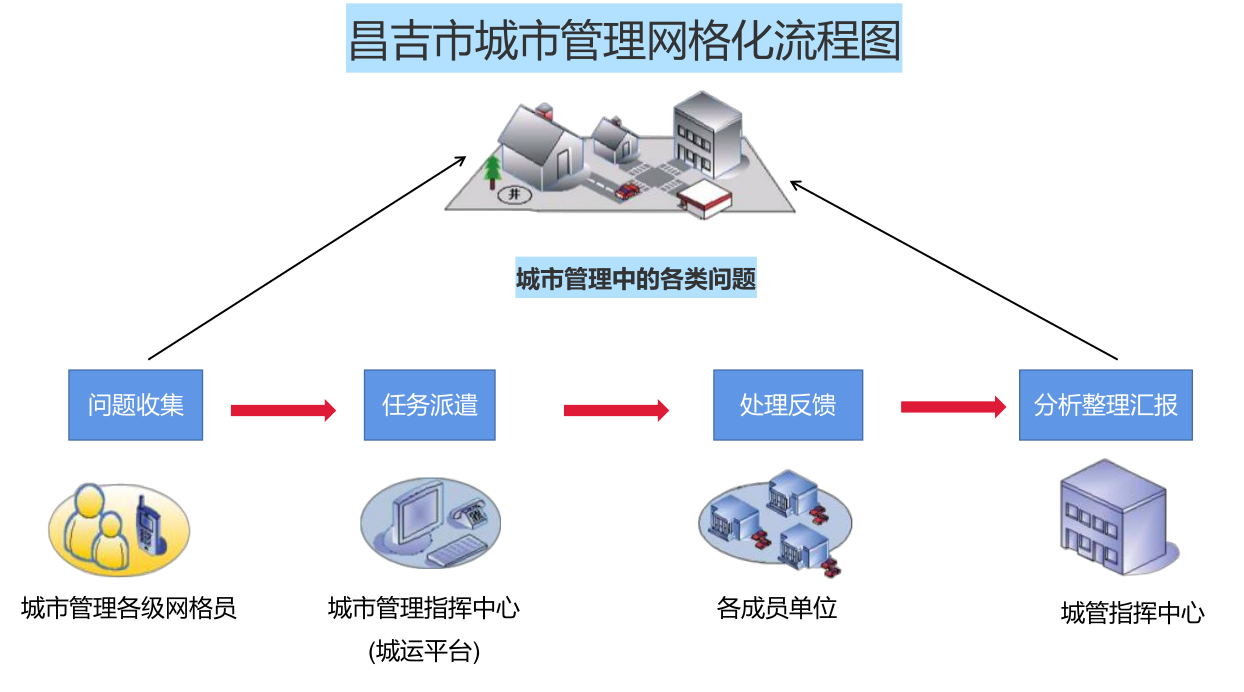 昌吉市城市管理网格化流程图
井
城市管理中的各类问题
问题收集
任务派遣
处理反馈
分析整理汇报
城市管理各级网格员
城市管理指挥中心
(城运平台)
各成员单位
城管指挥中心